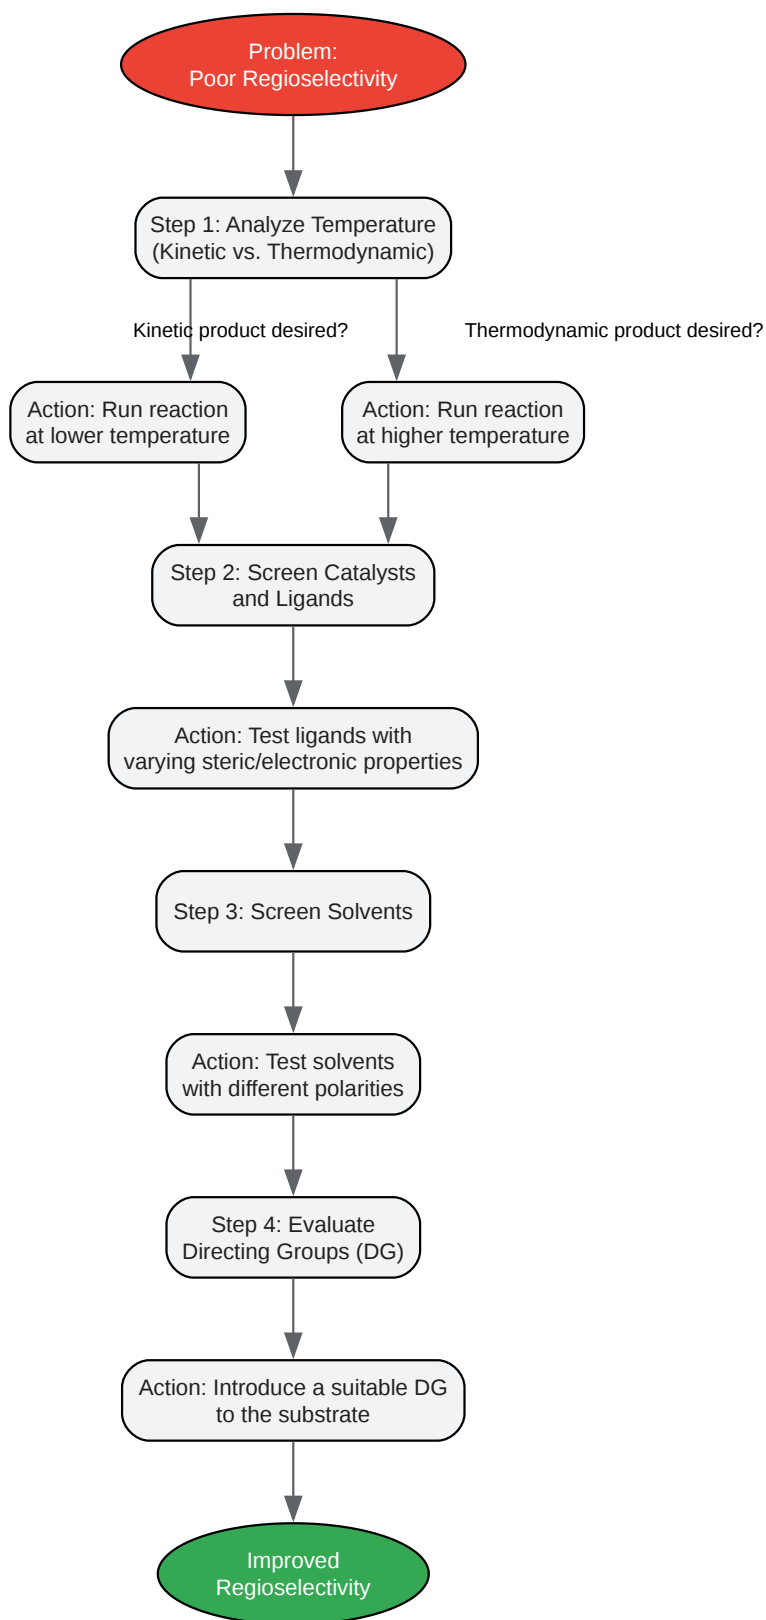 Problem:
Poor Regioselectivity
Step 1: Analyze Temperature
(Kinetic vs. Thermodynamic)
Kinetic product desired?
Thermodynamic product desired?
Action: Run reaction
at lower temperature
Action: Run reaction
at higher temperature
Step 2: Screen Catalysts
and Ligands
Action: Test ligands with
varying steric/electronic properties
Step 3: Screen Solvents
Action: Test solvents
with different polarities
Step 4: Evaluate
Directing Groups (DG)
Action: Introduce a suitable DG
to the substrate
Improved
Regioselectivity